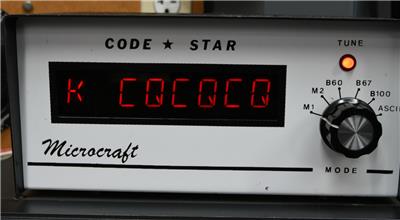 CODE ★ STAR
TUNE
K CQCQCQ
M1 M2 B60 B67 B100 ASCII
Microcraft
MODE